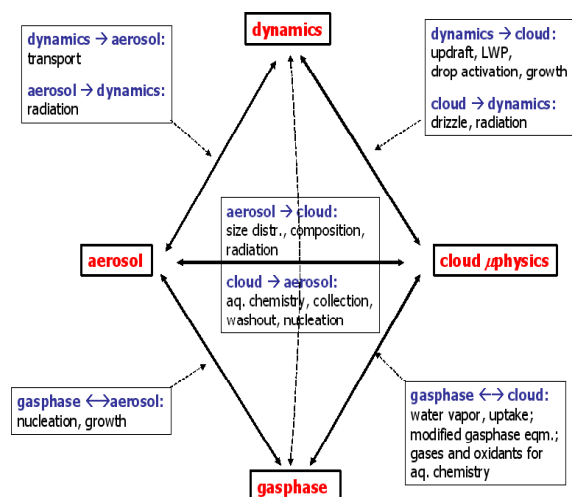 dynamics
dynamics → aerosol:
transport
aerosol → dynamics:
radiation
dynamics → cloud:
updraft, LWP,
drop activation, growth
cloud → dynamics:
drizzle, radiation
aerosol → cloud:
size distr., composition,
radiation
cloud → aerosol:
aq. chemistry, collection,
washout, nucleation
aerosol
cloud μphysics
gasphase ←→aerosol:
nucleation, growth
gasphase ←→ cloud:
water vapor, uptake;
modified gasphase eqm.;
gases and oxidants for
aq. chemistry
gasphase